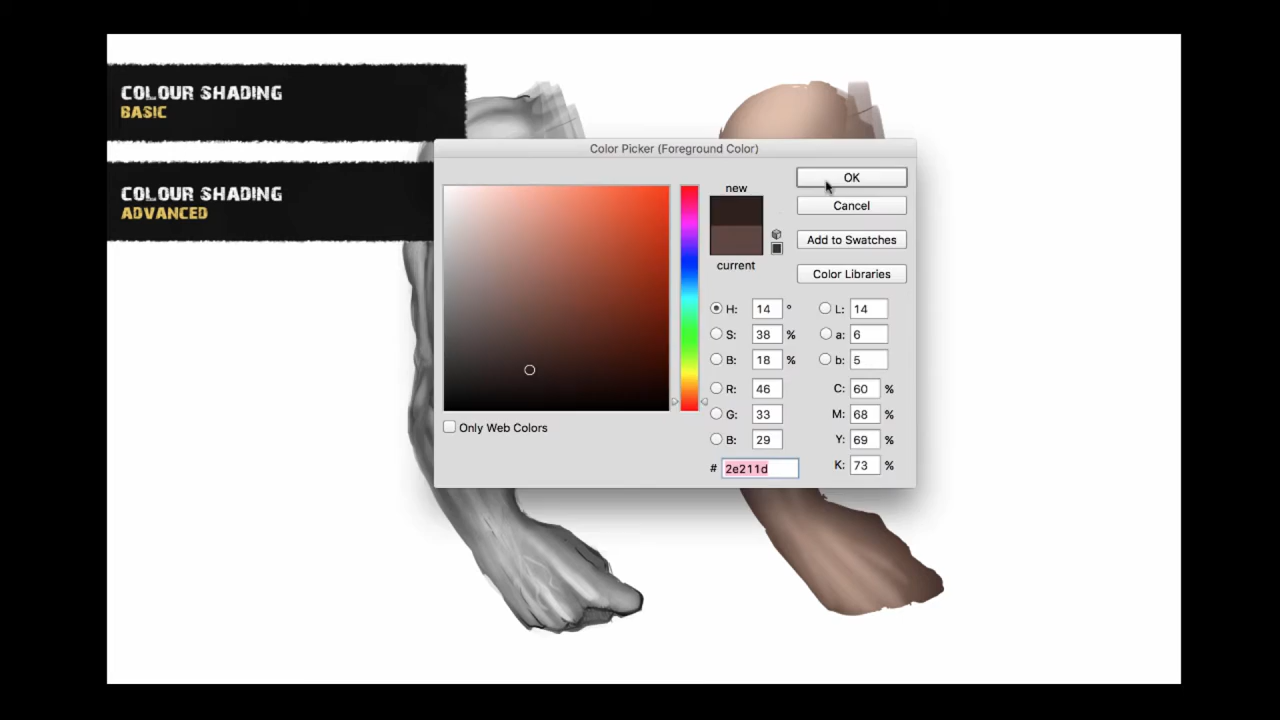 COLOUR SHADING
BASIC
COLOUR SHADING
ADVANCED
Color Picker (Foreground Color)
new
current
OK
Cancel
Add to Swatches
Color Libraries
H: 14 °
S: 38 %
B: 18 %
R: 46
G: 33
B: 29
# 2e211d
L: 14
a: 6
b: 5
C: 60 %
M: 68 %
Y: 69 %
K: 73 %
Only Web Colors